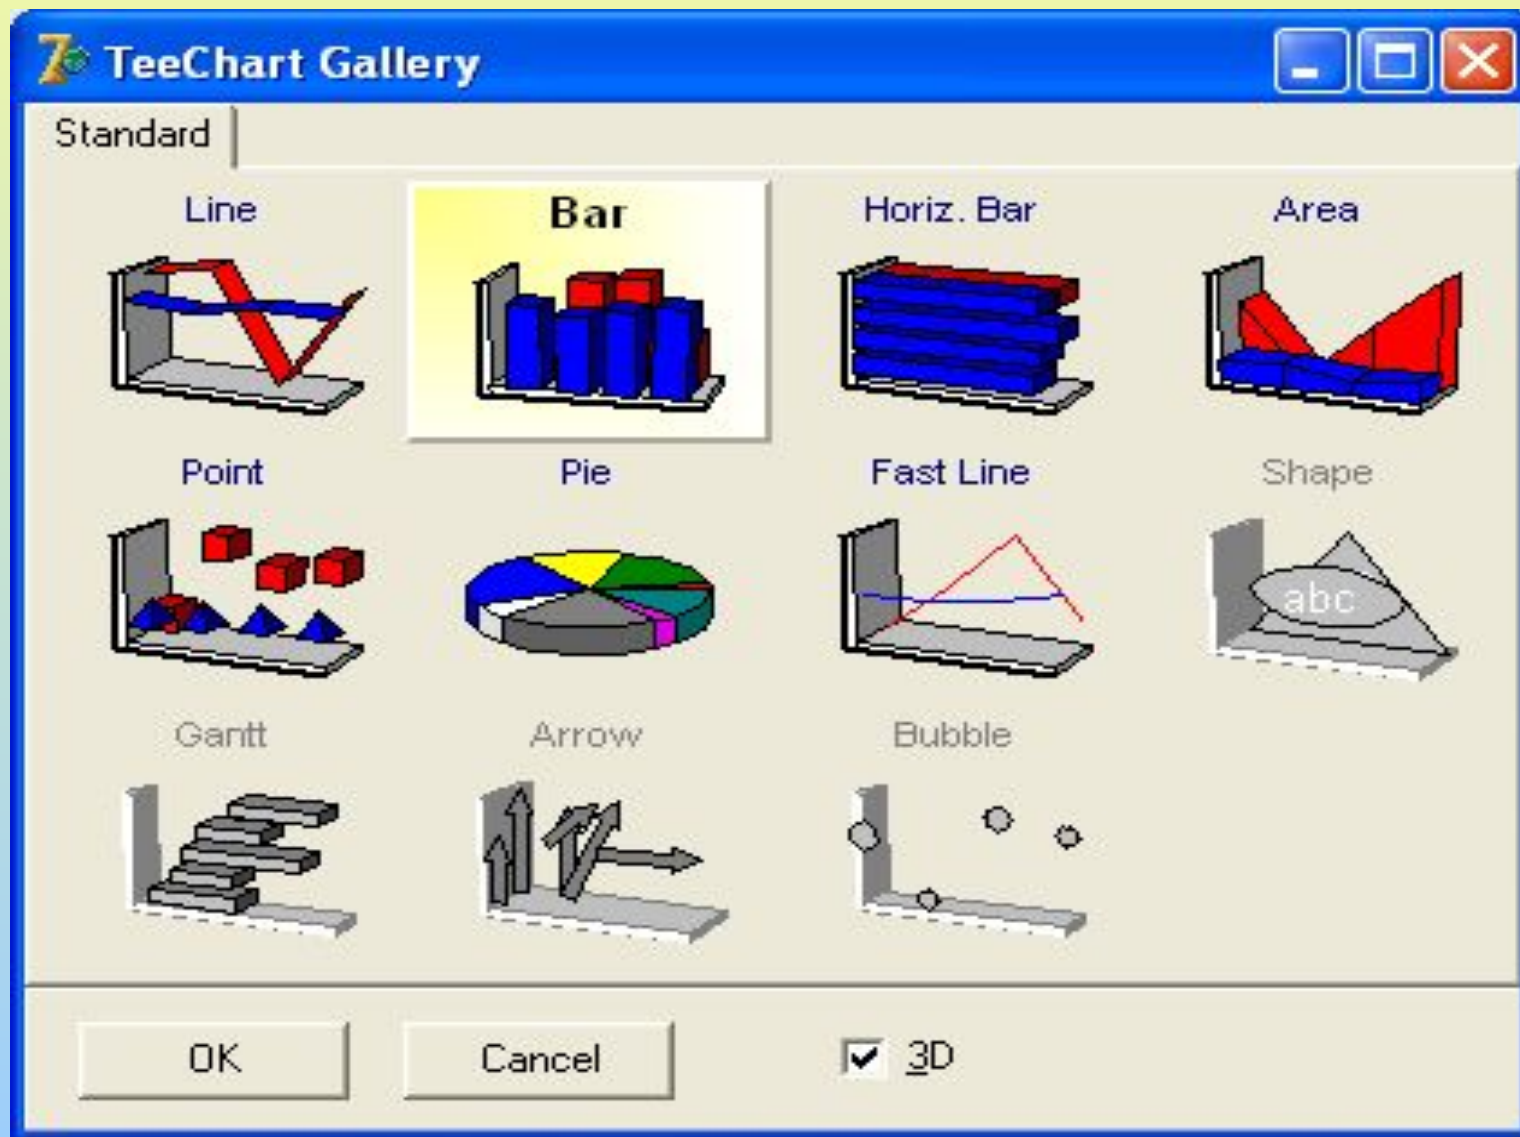 TeeChart Gallery
Standard
Line Bar Horiz. Bar Area
Point Pie Fast Line Shape
abc
Gantt Arrow Bubble
OK Cancel 3D